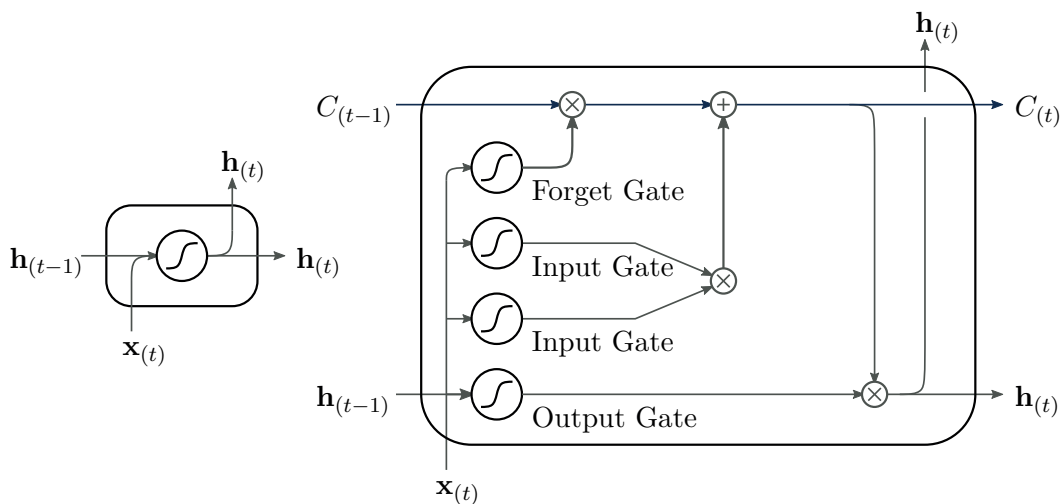 h(t)
h(t−1)
h(t)
x(t)
h(t)
C(t−1)
×
+
C(t)
Forget Gate
Input Gate
×
Input Gate
h(t−1)
×
h(t)
Output Gate
x(t)